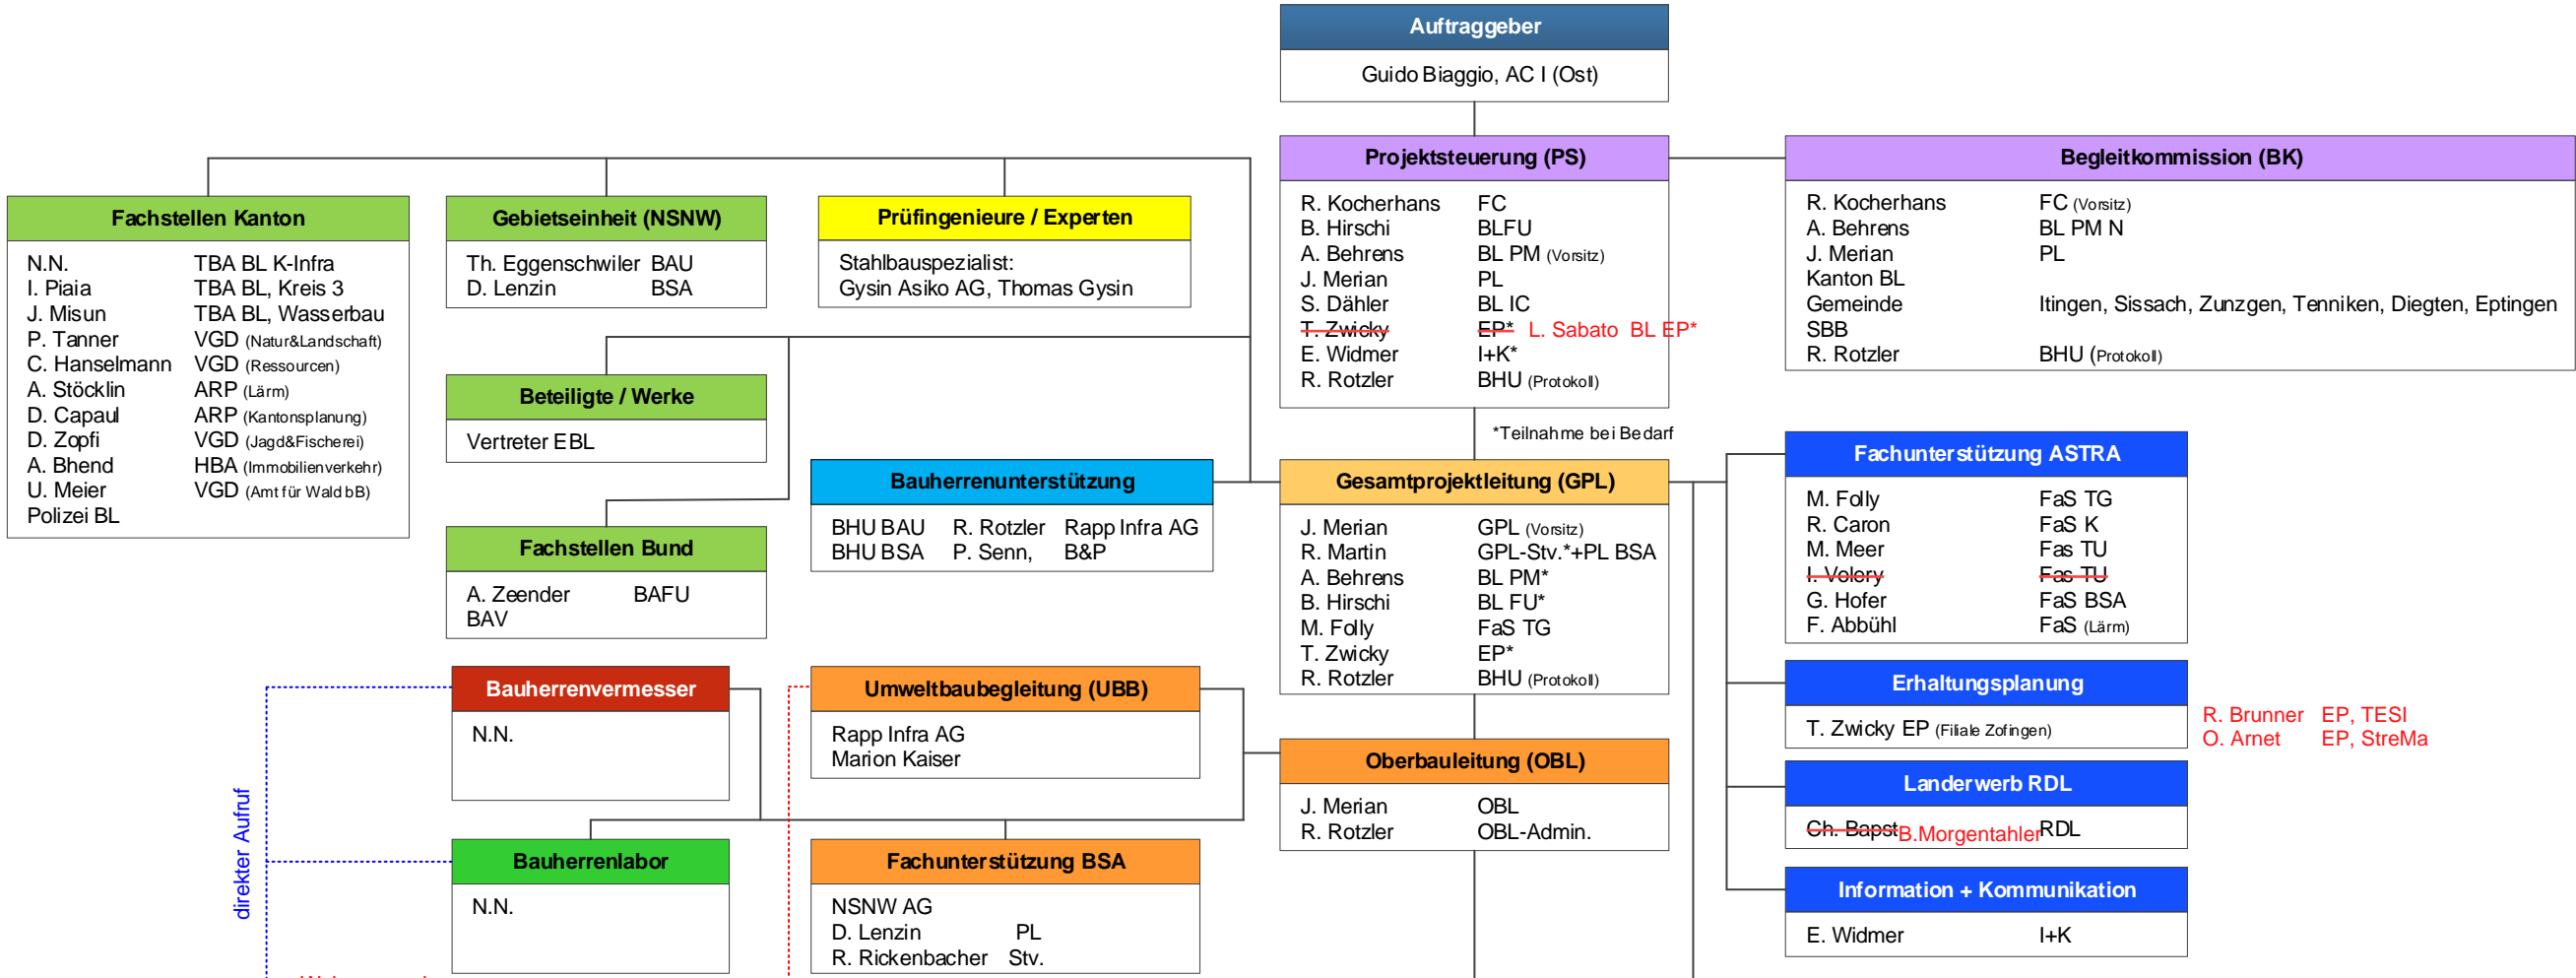 Auftraggeber
Guido Biaggio, AC I (Ost)
Projektsteuerung (PS)
R. Kocherhans FC
B. Hirschi BLFU
A. Behrens BL PM (Vorsitz)
J. Merian PL
S. Dähler BL IC
T. Zwicky EP* L. Sabato BL EP*
E. Widmer I+K*
R. Rotzler BHU (Protokoll)
*Teilnahme bei Bedarf
Begleitkommission (BK)
R. Kocherhans FC (Vorsitz)
A. Behrens BL PM N
J. Merian PL
Kanton BL
Gemeinde Itingen, Sissach, Zunzgen, Tenniken, Diegten, Eptingen
SBB
R. Rotzler BHU (Protokoll)
Fachstellen Kanton
N.N. TBA BL K-Infra
I. Piaia TBA BL, Kreis 3
J. Misun TBA BL, Wasserbau
P. Tanner VGD (Natur&Landschaft)
C. Hanselmann VGD (Ressourcen)
A. Stöcklin ARP (Lärm)
D. Capaul ARP (Kantonsplanung)
D. Zopfi VGD (Jagd&Fischerei)
A. Bhend HBA (Immobilienverkehr)
U. Meier VGD (Amt für Wald bB)
Polizei BL
Gebietseinheit (NSNW)
Th. Eggenschwiler BAU
D. Lenzin BSA
Prüfingenieure / Experten
Stahlbauspezialist:
Gysin Asiko AG, Thomas Gysin
Beteiligte / Werke
Vertreter EBL
Fachstellen Bund
A. Zeender BAFU
BAV
Bauherrenunterstützung
BHU BAU R. Rotzler Rapp Infra AG
BHU BSA P. Senn, B&P
Gesamtprojektleitung (GPL)
J. Merian GPL (Vorsitz)
R. Martin GPL-Stv.*+PL BSA
A. Behrens BL PM*
B. Hirschi BL FU*
M. Folly FaS TG
T. Zwicky EP*
R. Rotzler BHU (Protokoll)
Fachunterstützung ASTRA
M. Folly FaS TG
R. Caron FaS K
M. Meer Fas TU
I. Volery Fas TU
G. Hofer FaS BSA
F. Abbühl FaS (Lärm)
Erhaltungsplanung
T. Zwicky EP (Filiale Zofingen)
R. Brunner EP, TESI
O. Arnet EP, StreMa
Landerwerb RDL
Ch. Bapst B.Morgentahler RDL
Information + Kommunikation
E. Widmer I+K
Bauherrenvermesser
N.N.
Umweltbaubegleitung (UBB)
Rapp Infra AG
Marion Kaiser
Oberbauleitung (OBL)
J. Merian OBL
R. Rotzler OBL-Admin.
direkter Aufruf
Bauherrenlabor
N.N.
Fachunterstützung BSA
NSNW AG
D. Lenzin PL
R. Rickenbacher Stv.